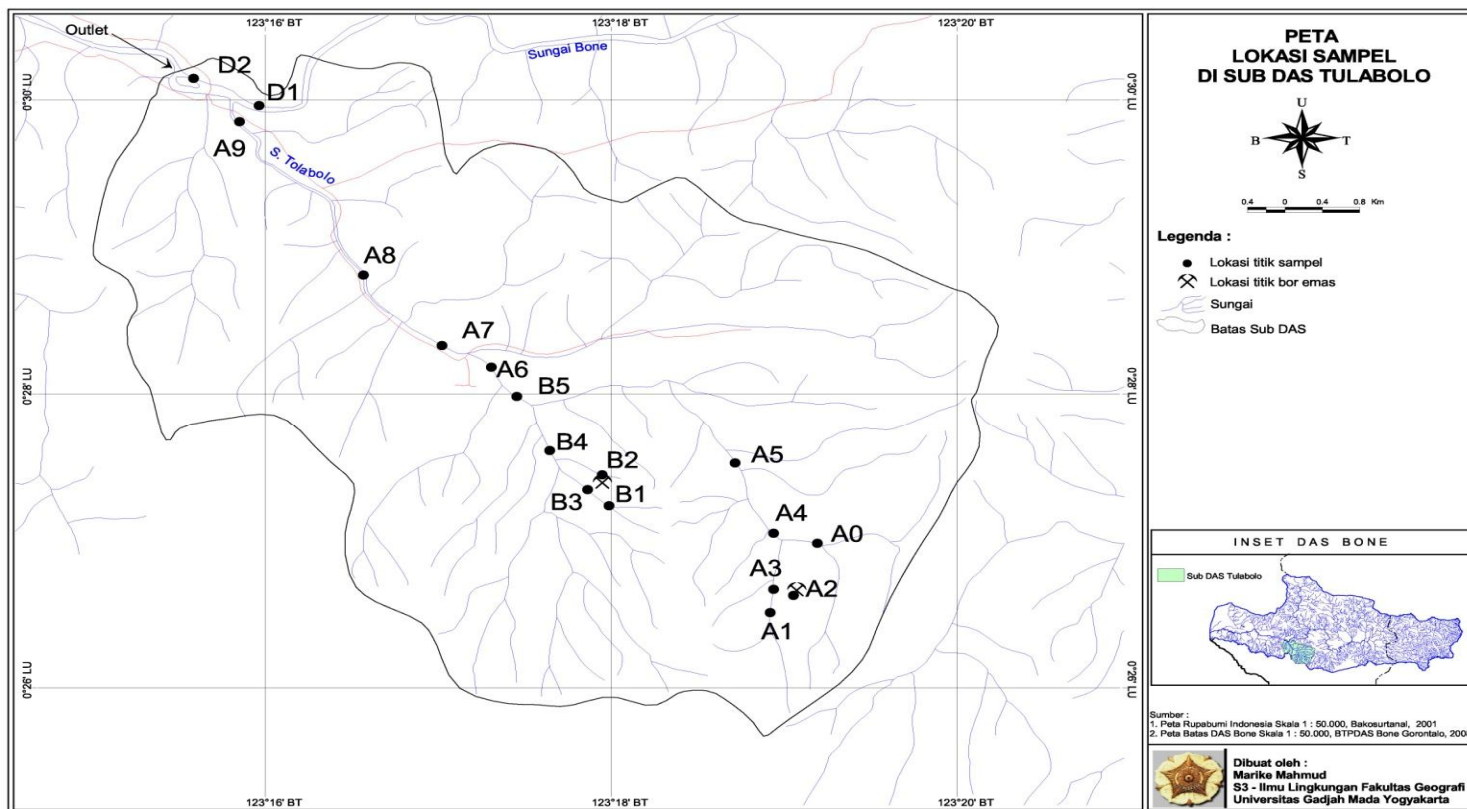 123°16' BT
123°18' BT
123°20' BT
Outlet
Sungai Bone
D2
D1
0°30' LU
0°30' LU
A9
S. Tolabolo
A8
A7
A6
B5
0°28' LU
0°28' LU
B4
B2
A5
B3
B1
A4
A0
A3
A2
A1
0°26' LU
0°26' LU
123°16' BT
123°18' BT
123°20' BT
PETA
LOKASI SAMPEL
DI SUB DAS TULABOLO
U
B
T
S
0.4 0 0.4 0.8 Km
Legenda :
Lokasi titik sampel
Lokasi titik bor emas
Sungai
Batas Sub DAS
INSET DAS BONE
Sub DAS Tulabolo
Sumber :
1. Peta Rupabumi Indonesia Skala 1 : 50.000, Bakosurtanal, 2001
2. Peta Batas DAS Bone Skala 1 : 50.000, BTPDAS Bone Gorontalo,
Dibuat oleh :
Marike Mahmud
S3 - Ilmu Lingkungan Fakultas Geografi
Universitas Gadjah Mada Yogyakarta